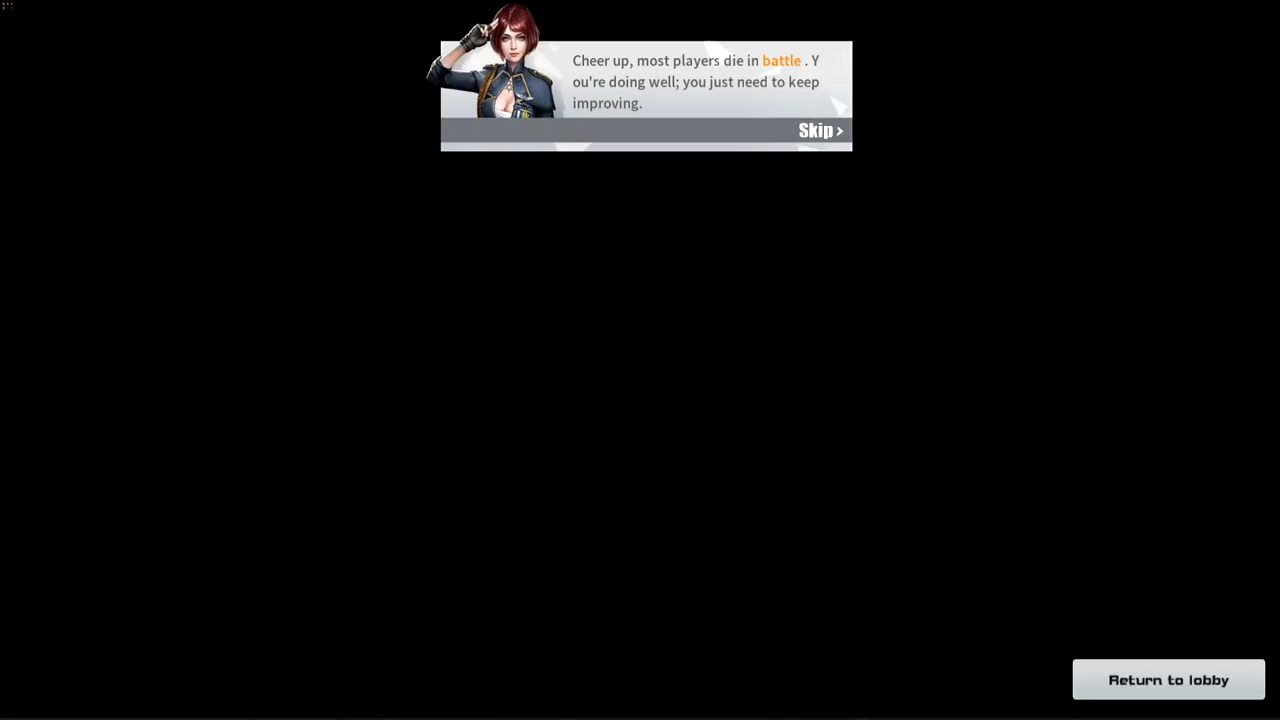 Cheer up, most players die in battle . Y
ou're doing well; you just need to keep
improving.
Skip >
Return to lobby